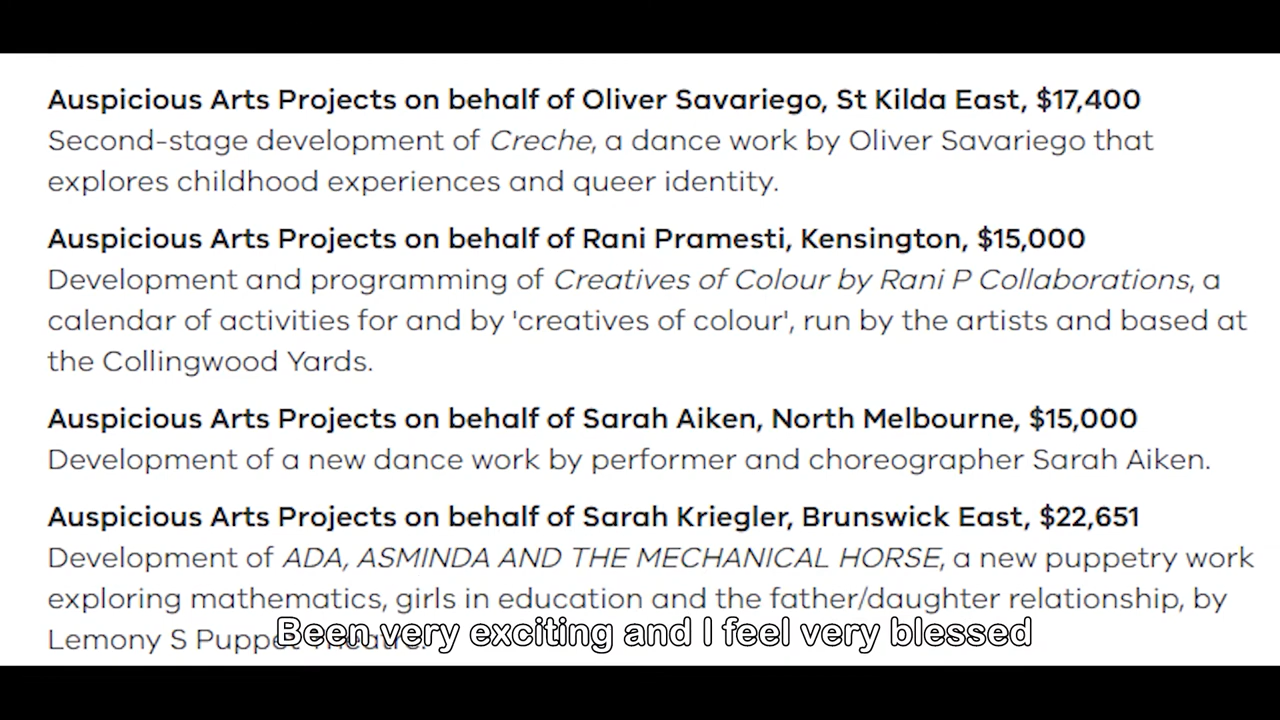 Auspicious Arts Projects on behalf of Oliver Savariego, St Kilda East, $17,400
Second-stage development of Creche, a dance work by Oliver Savariego that
explores childhood experiences and queer identity.
Auspicious Arts Projects on behalf of Rani Pramesti, Kensington, $15,000
Development and programming of Creatives of Colour by Rani P Collaborations, a
calendar of activities for and by 'creatives of colour', run by the artists and based at
the Collingwood Yards.
Auspicious Arts Projects on behalf of Sarah Aiken, North Melbourne, $15,000
Development of a new dance work by performer and choreographer Sarah Aiken.
Auspicious Arts Projects on behalf of Sarah Kriegler, Brunswick East, $22,651
Development of ADA, ASMINDA AND THE MECHANICAL HORSE, a new puppetry work
exploring mathematics, girls in education and the father/daughter relationship, by
Lemony S Puppet
Been very exciting and I feel very blessed